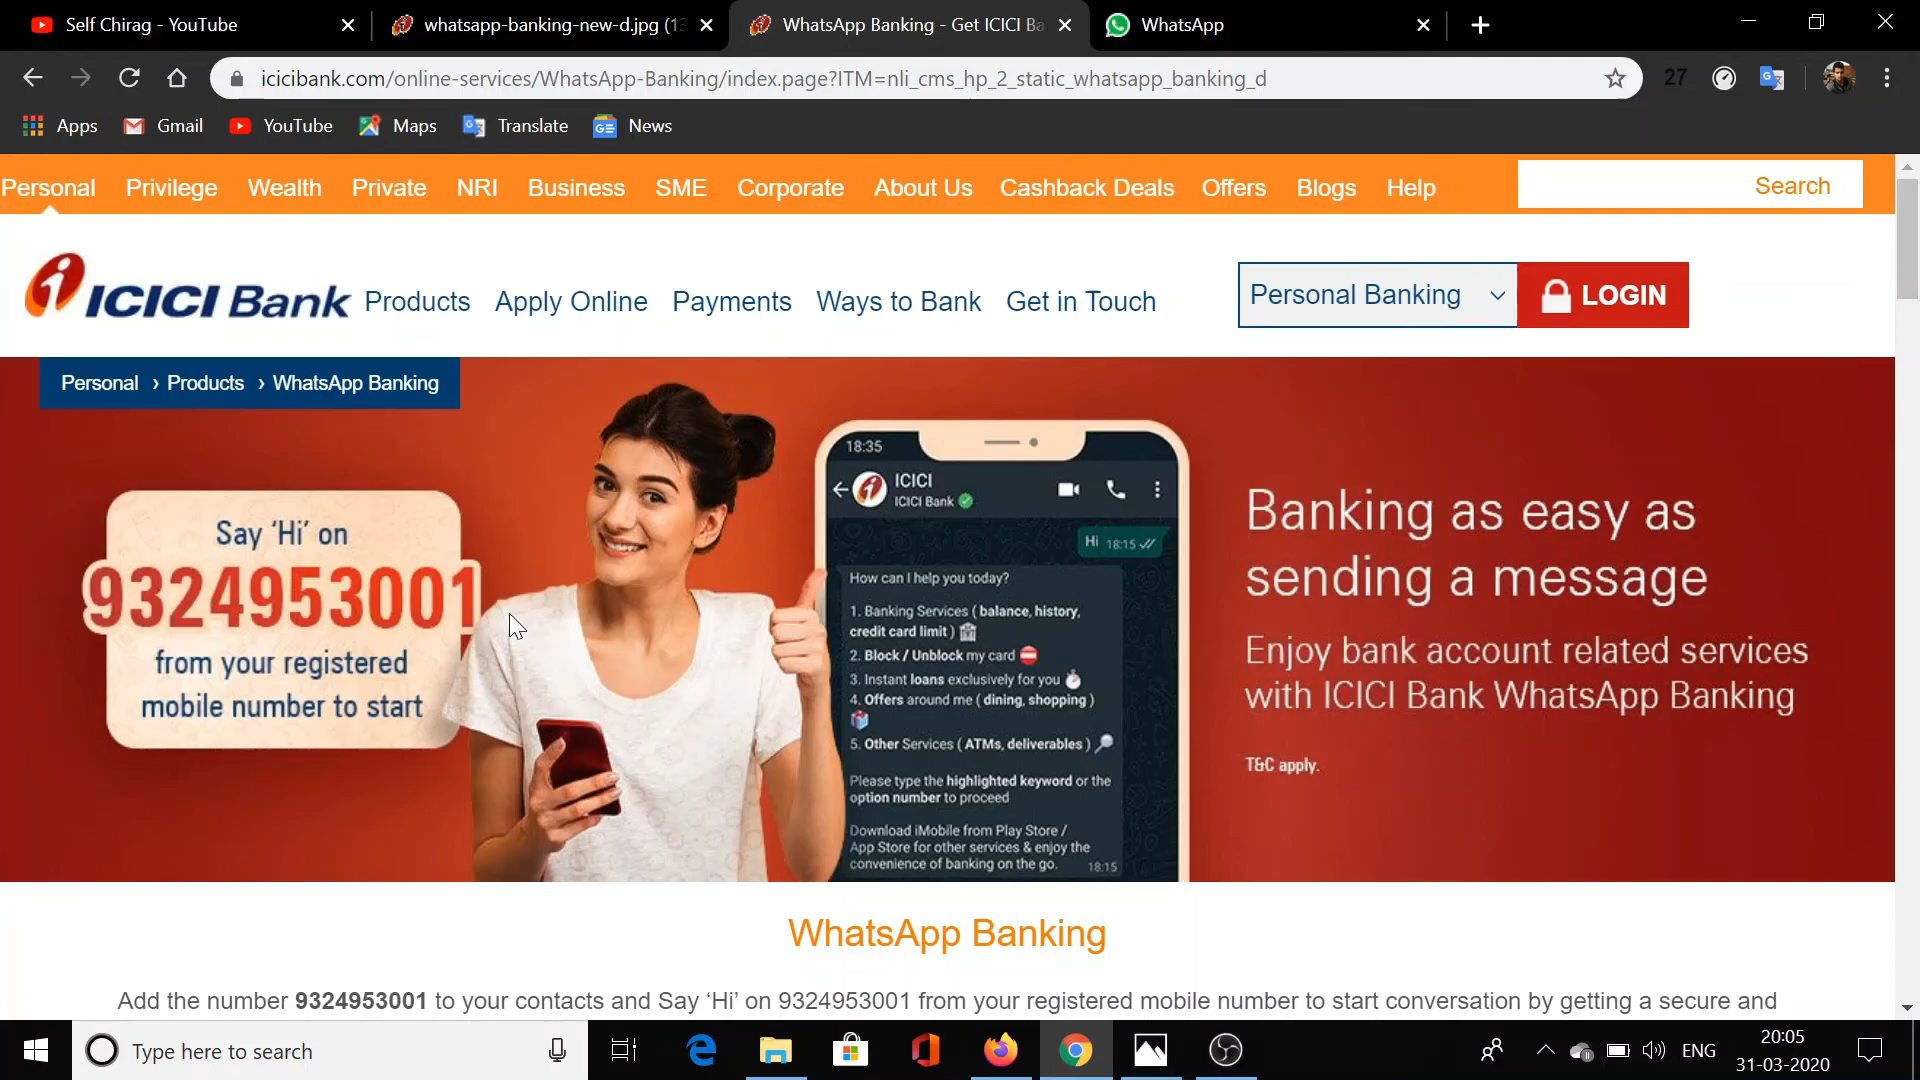 Self Chirag - YouTube
whatsapp-banking-new-d.jpg (13
WhatsApp Banking - Get ICICI Ba
WhatsApp
icicibank.com/online-services/WhatsApp-Banking/index.page?ITM=nli_cms_hp_2_static_whatsapp_banking_d
27
Apps
Gmail
YouTube
Maps
Translate
News
Personal
Privilege
Wealth
Private
NRI
Business
SME
Corporate
About Us
Cashback Deals
Offers
Blogs
Help
Search
ICICI Bank
Products
Apply Online
Payments
Ways to Bank
Get in Touch
Personal Banking
LOGIN
Personal › Products › WhatsApp Banking
Say ‘Hi’ on
9324953001
from your registered
mobile number to start
18:35
ICICI
ICICI Bank
Hi 18:15
How can I help you today?
1. Banking Services ( balance, history,
credit card limit )
2. Block / Unblock my card
3. Instant loans exclusively for you
4. Offers around me ( dining, shopping )
5. Other Services ( ATMs, deliverables )
Please type the highlighted keyword or the
option number to proceed
Download iMobile from Play Store /
App Store for other services & enjoy the
convenience of banking on the go.
18:15
Banking as easy as
sending a message
Enjoy bank account related services
with ICICI Bank WhatsApp Banking
T&C apply.
WhatsApp Banking
Add the number 9324953001 to your contacts and Say ‘Hi’ on 9324953001 from your registered mobile number to start conversation by getting a secure and
Type here to search
ENG
20:05
31-03-2020